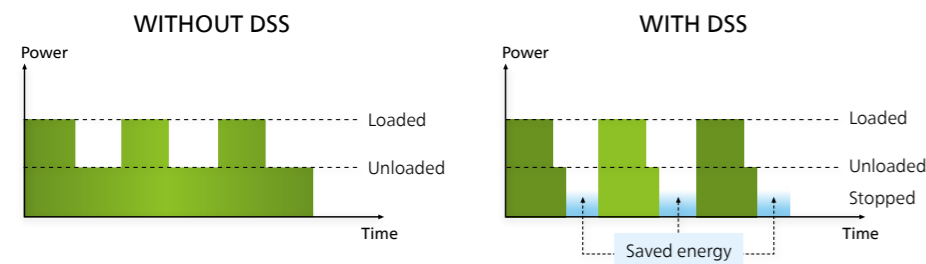 WITHOUT DSS
Power
Loaded
Unloaded
Time
WITH DSS
Power
Loaded
Unloaded
Stopped
Time
Saved energy